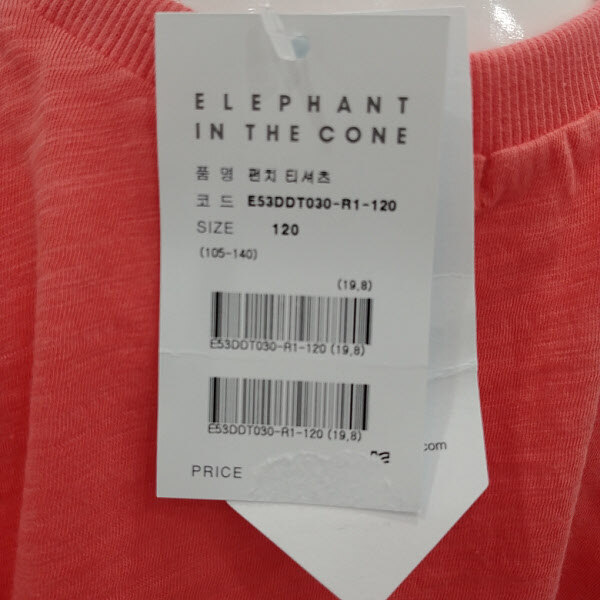 ELEPHANT
IN THE CONE
품 명 펀치 티셔츠
코 드 E53DDT030-R1-120
SIZE 120
(105-140)
(19,8)
E53DDT030-R1-120 (19,8)
E53DDT030-R1-120 (19,8)
.com
PRICE